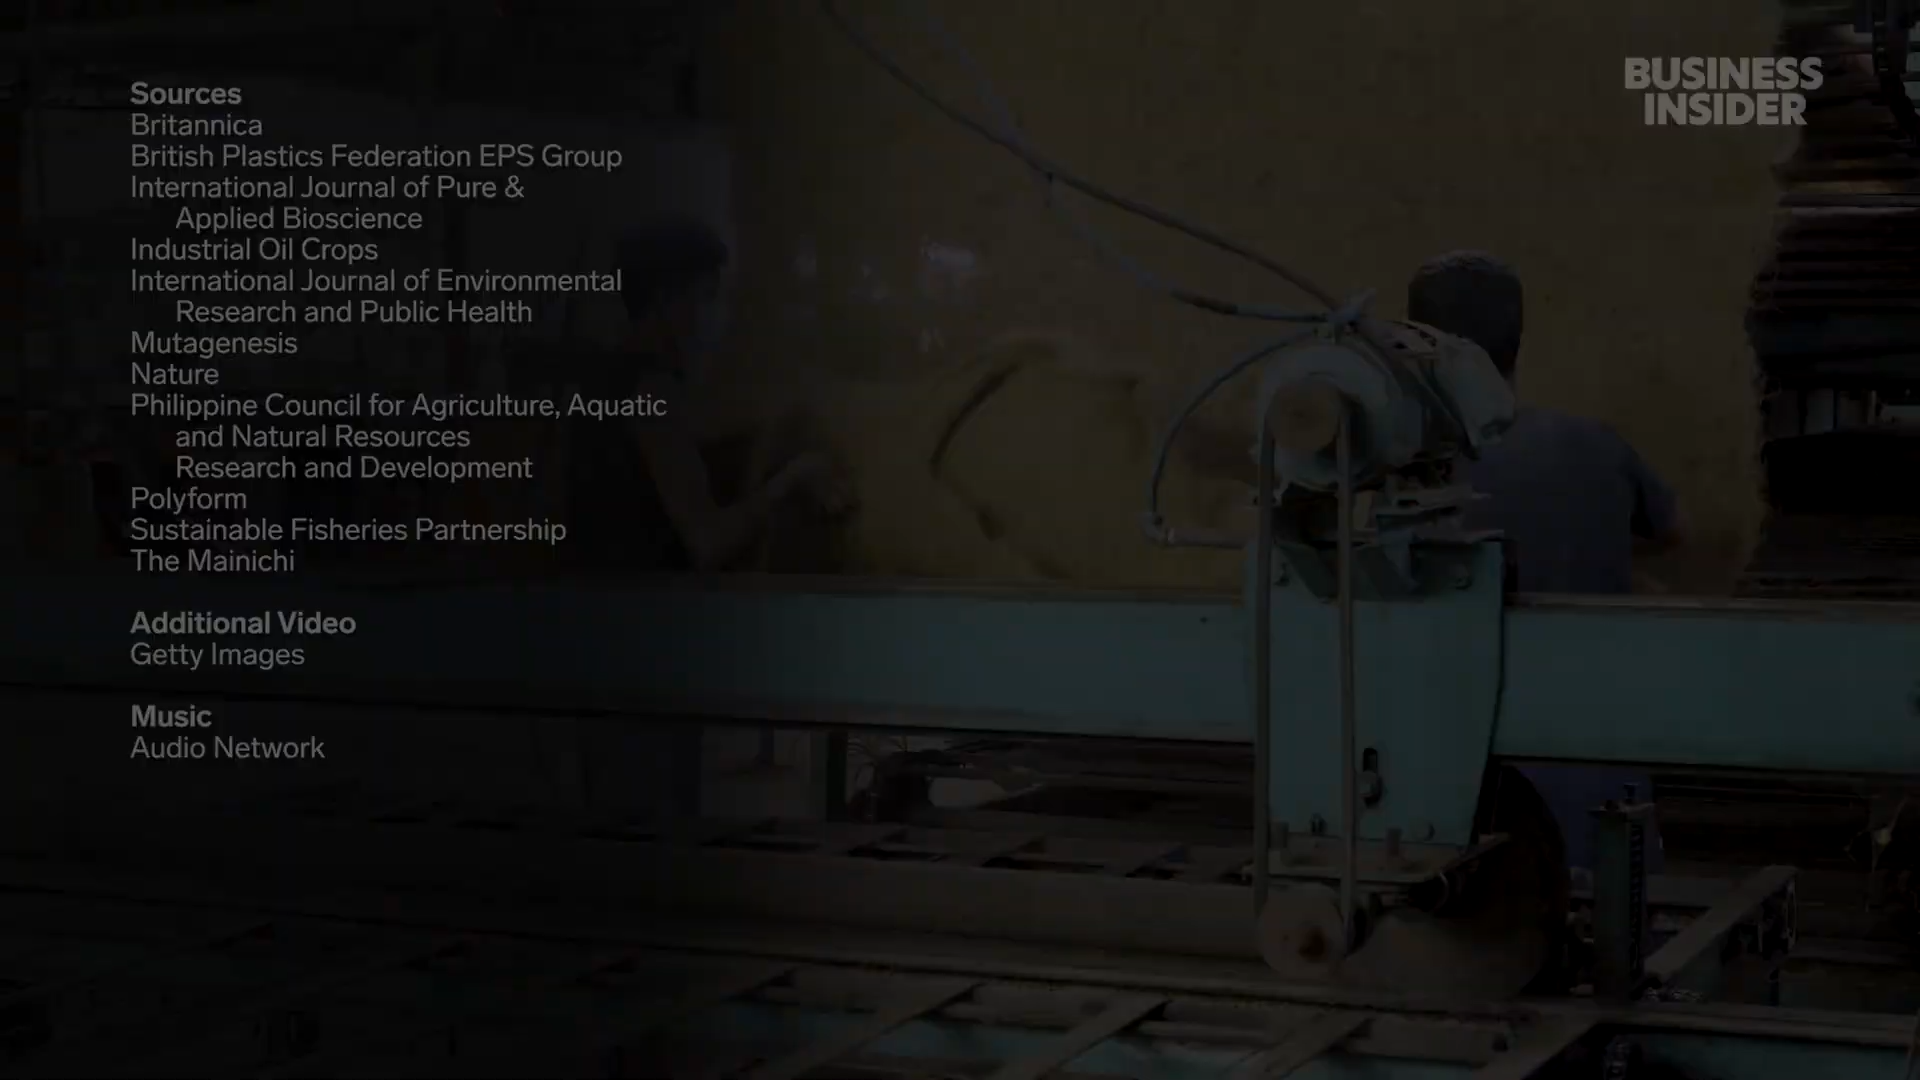 Sources
Britannica
British Plastics Federation EPS Group
International Journal of Pure &
Applied Bioscience
Industrial Oil Crops
International Journal of Environmental
Research and Public Health
Mutagenesis
Nature
Philippine Council for Agriculture, Aquatic
and Natural Resources
Research and Development
Polyform
Sustainable Fisheries Partnership
The Mainichi
Additional Video
Getty Images
Music
Audio Network
BUSINESS
INSIDER